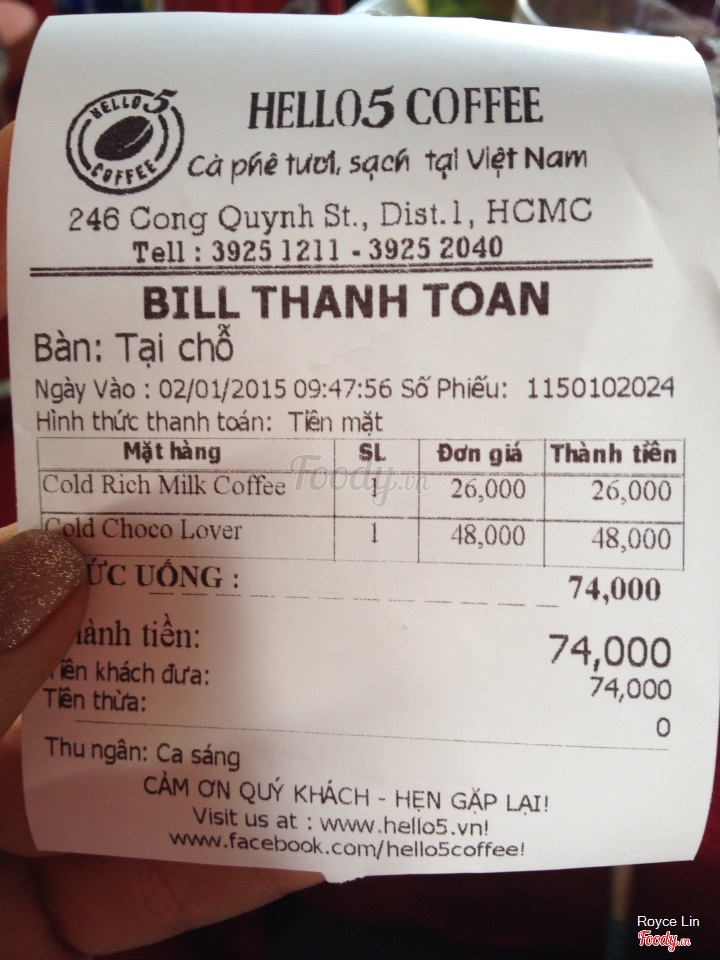 HELLO 5 COFFEE
HELLO5 COFFEE
Cà phê tươi, sạch tại Việt Nam
246 Cong Quynh St., Dist.1, HCMC
Tell : 3925 1211 - 3925 2040
BILL THANH TOAN
Bàn: Tại chỗ
Ngày Vào : 02/01/2015 09:47:56 Số Phiếu: 1150102024
Hình thức thanh toán: Tiền mặt
Mặt hàng SL Đơn giá Thành tiền
Foody.vn
Cold Rich Milk Coffee 1 26,000 26,000
Cold Choco Lover 1 48,000 48,000
ỨC UỐNG : 74,000
hành tiền: 74,000
Tiền khách đưa: 74,000
Tiền thừa: 0
Thu ngân: Ca sáng
CẢM ƠN QUÝ KHÁCH - HẸN GẶP LẠI!
Visit us at : www.hello5.vn!
www.facebook.com/hello5coffee!
Royce Lin
Foody.vn